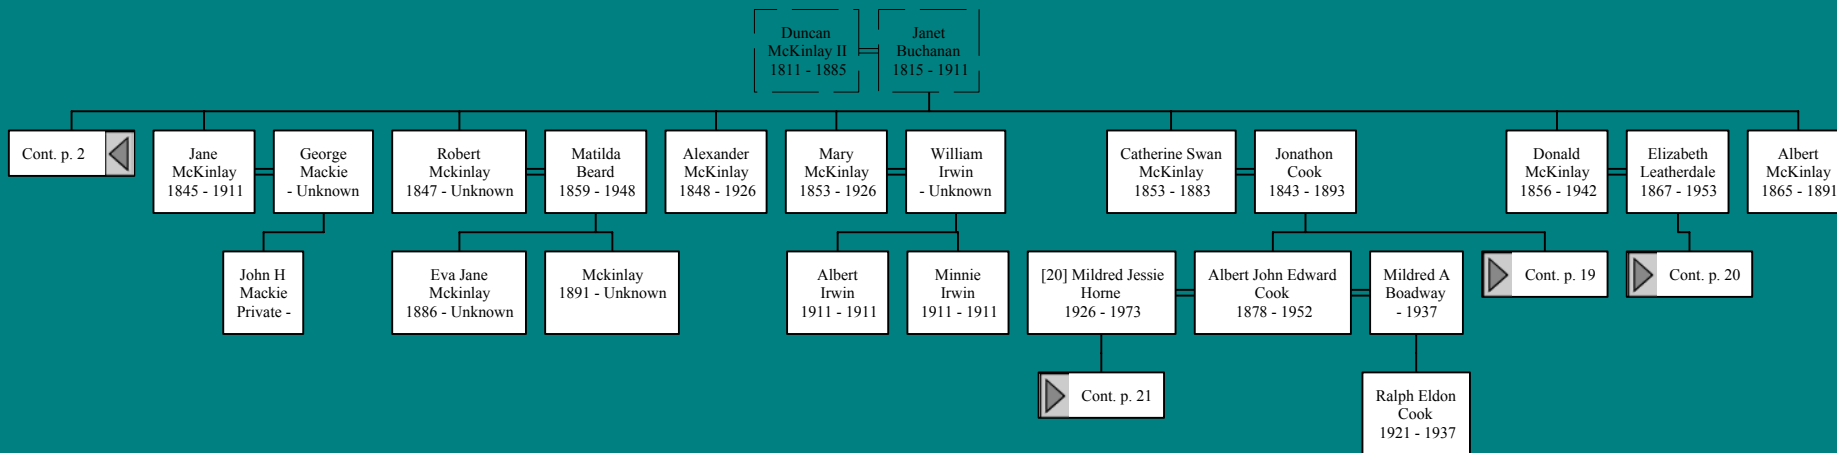 Duncan
McKinlay II
1811 - 1885
Janet
Buchanan
1815 - 1911
Cont. p. 2
Jane
McKinlay
1845 - 1911
George
Mackie
- Unknown
Robert
Mckinlay
1847 - Unknown
Matilda
Beard
1859 - 1948
Alexander
McKinlay
1848 - 1926
Mary
McKinlay
1853 - 1926
William
Irwin
- Unknown
Catherine Swan
McKinlay
1853 - 1883
Jonathon
Cook
1843 - 1893
Donald
McKinlay
1856 - 1942
Elizabeth
Leatherdale
1867 - 1953
Albert
McKinlay
1865 - 1891
John H
Mackie
Private -
Eva Jane
Mckinlay
1886 - Unknown
Mckinlay
1891 - Unknown
Albert
Irwin
1911 - 1911
Minnie
Irwin
1911 - 1911
[20] Mildred Jessie
Horne
1926 - 1973
Albert John Edward
Cook
1878 - 1952
Mildred A
Boadway
- 1937
Cont. p. 19
Cont. p. 20
Cont. p. 21
Ralph Eldon
Cook
1921 - 1937